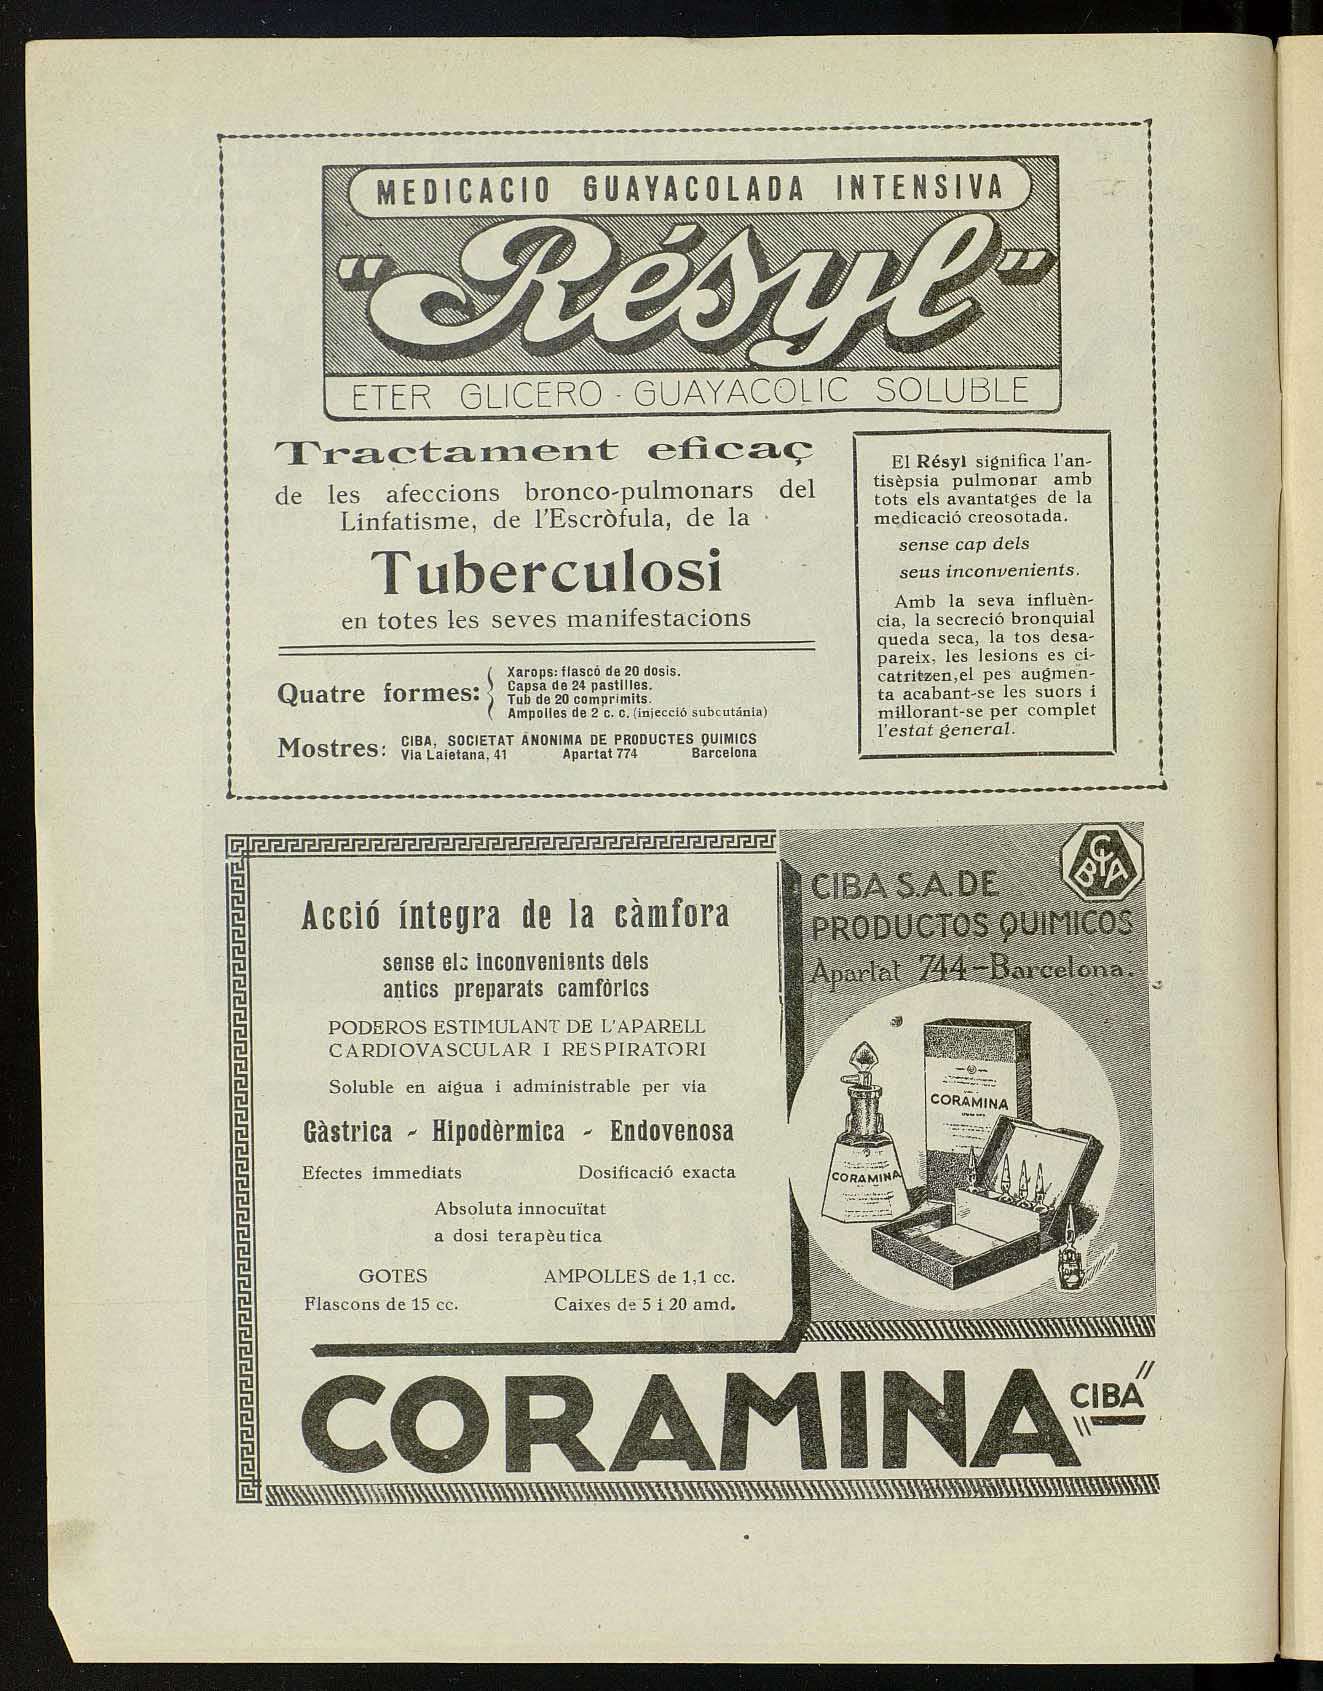 MEDICACIO GUAYACOLADA INTENSIVA
"Résyl"
ETER GLICERO - GUAYACOLIC SOLUBLE
Tractament eficaç
de les afeccions bronco-pulmonars del
Linfatisme, de l'Escròfula, de la
Tuberculosi
en totes les seves manifestacions
Quatre formes:
Xarops: flascó de 20 dosis.
Capsa de 24 pastilles.
Tub de 20 comprimits.
Ampolles de 2 c. c. (injecció subcutánia)
Mostres:
CIBA, SOCIETAT ANONIMA DE PRODUCTES QUIMICS
Via Laietana, 41 Apartat 774 Barcelona
El Résyl significa l'an-
tisèpsia pulmonar amb
tots els avantatges de la
medicació creosotada.
sense cap dels
seus inconvenients.
Amb la seva influèn-
cia, la secreció bronquial
queda seca, la tos desa-
pareix, les lesions es ci-
catritzen, el pes augmen-
ta acabant-se les suors i
millorant-se per complet
l'estat general.
Acció íntegra de la càmfora
sense els inconvenients dels
antics preparats camfòrics
PODEROS ESTIMULANT DE L'APARELL
CARDIOVASCULAR I RESPIRATORI
Soluble en aigua i administrable per via
Gàstrica - Hipodèrmica - Endovenosa
Efectes immediats Dosificació exacta
Absoluta innocuïtat
a dosi terapèutica
GOTES AMPOLLES de 1,1 cc.
Flascons de 15 cc. Caixes de 5 i 20 amd.
CIBA
CIBA S.A. DE
PRODUCTOS QUIMICOS
Apartat 744-Barcelona.
CORAMINA
CORAMINA
CORAMINA "CIBA"